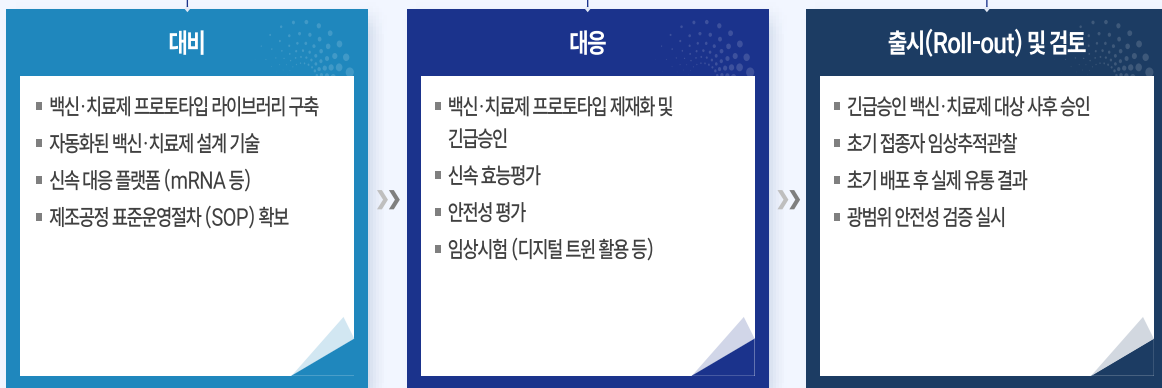 대비
백신·치료제 프로토타입 라이브러리 구축
자동화된 백신·치료제 설계 기술
신속 대응 플랫폼 (mRNA 등)
제조공정 표준운영절차 (SOP) 확보
대응
백신·치료제 프로토타입 제재화 및
긴급승인
신속 효능평가
안전성 평가
임상시험 (디지털 트윈 활용 등)
출시(Roll-out) 및 검토
긴급승인 백신·치료제 대상 사후 승인
초기 접종자 임상추적관찰
초기 배포 후 실제 유통 결과
광범위 안전성 검증 실시